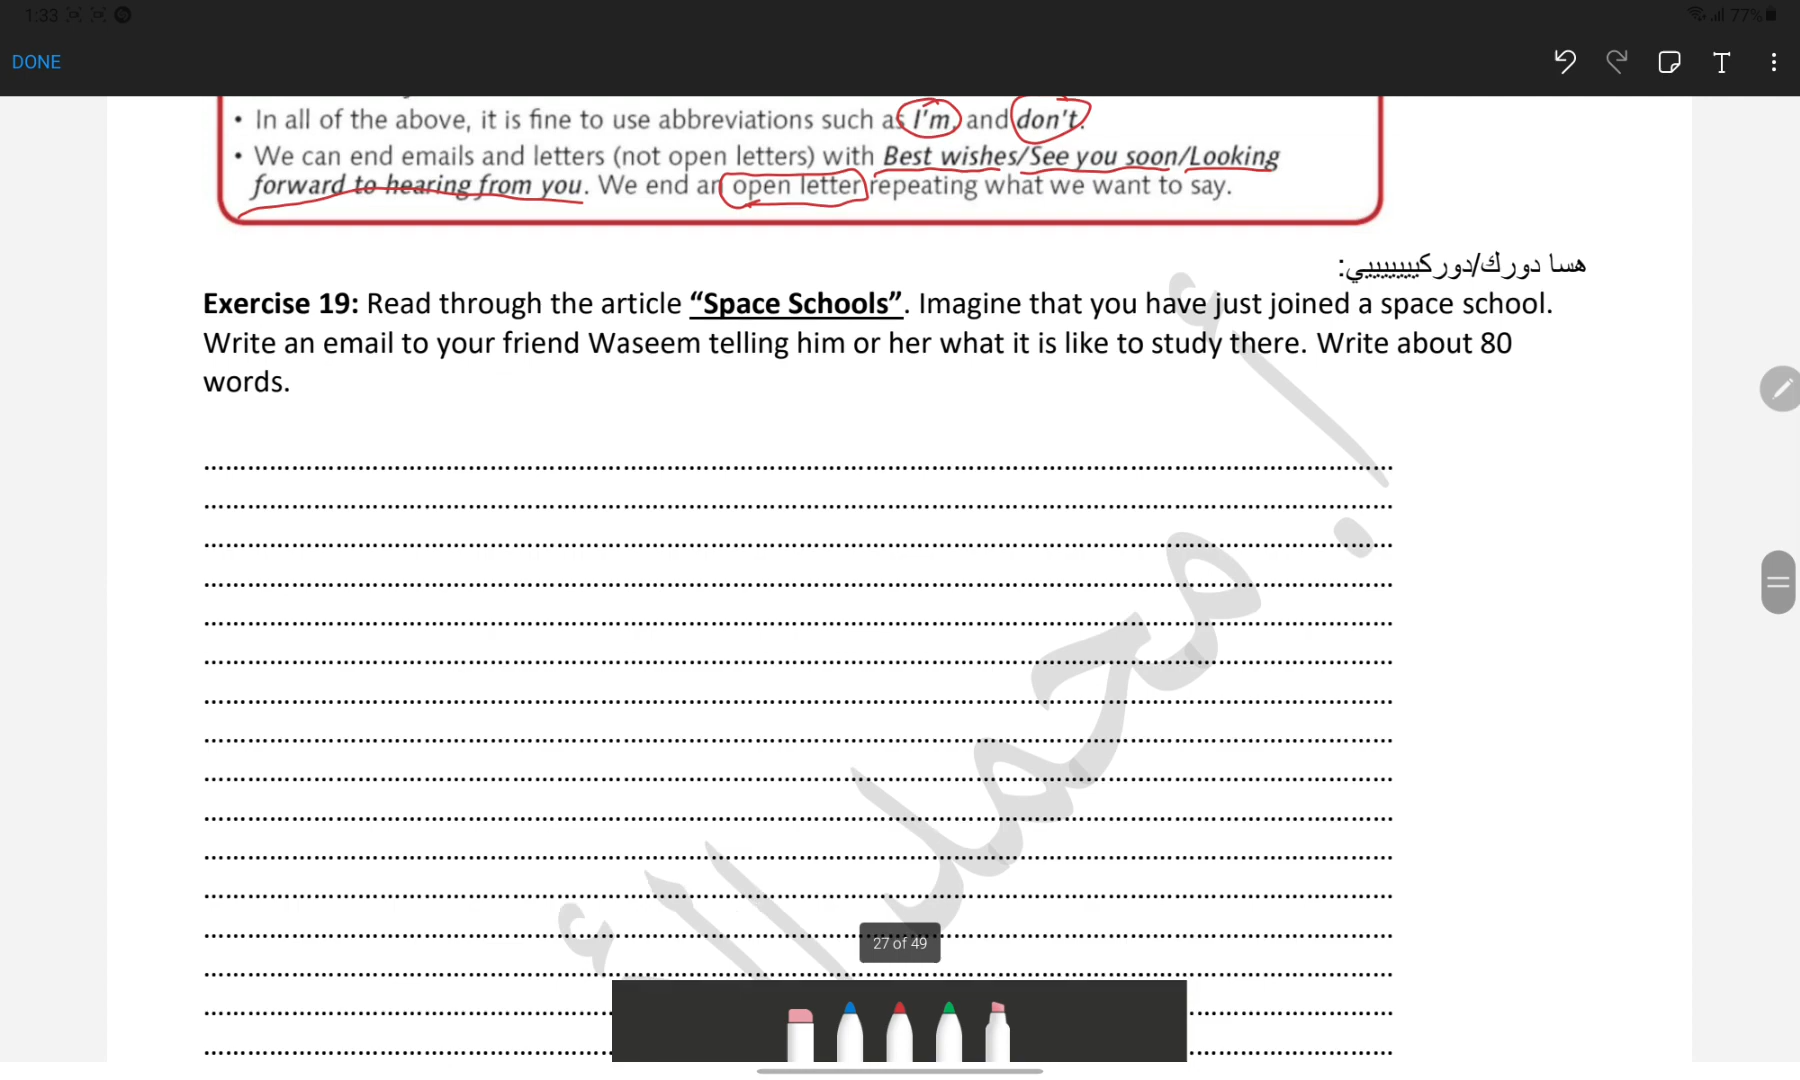 1:33
77%
DONE
T
• In all of the above, it is fine to use abbreviations such as I'm, and don't.
• We can end emails and letters (not open letters) with Best wishes/See you soon/Looking
forward to hearing from you. We end an open letter repeating what we want to say.
هسا دورك/دوركيييييييي:
Exercise 19: Read through the article “Space Schools”. Imagine that you have just joined a space school.
Write an email to your friend Waseem telling him or her what it is like to study there. Write about 80
words.
27 of 49